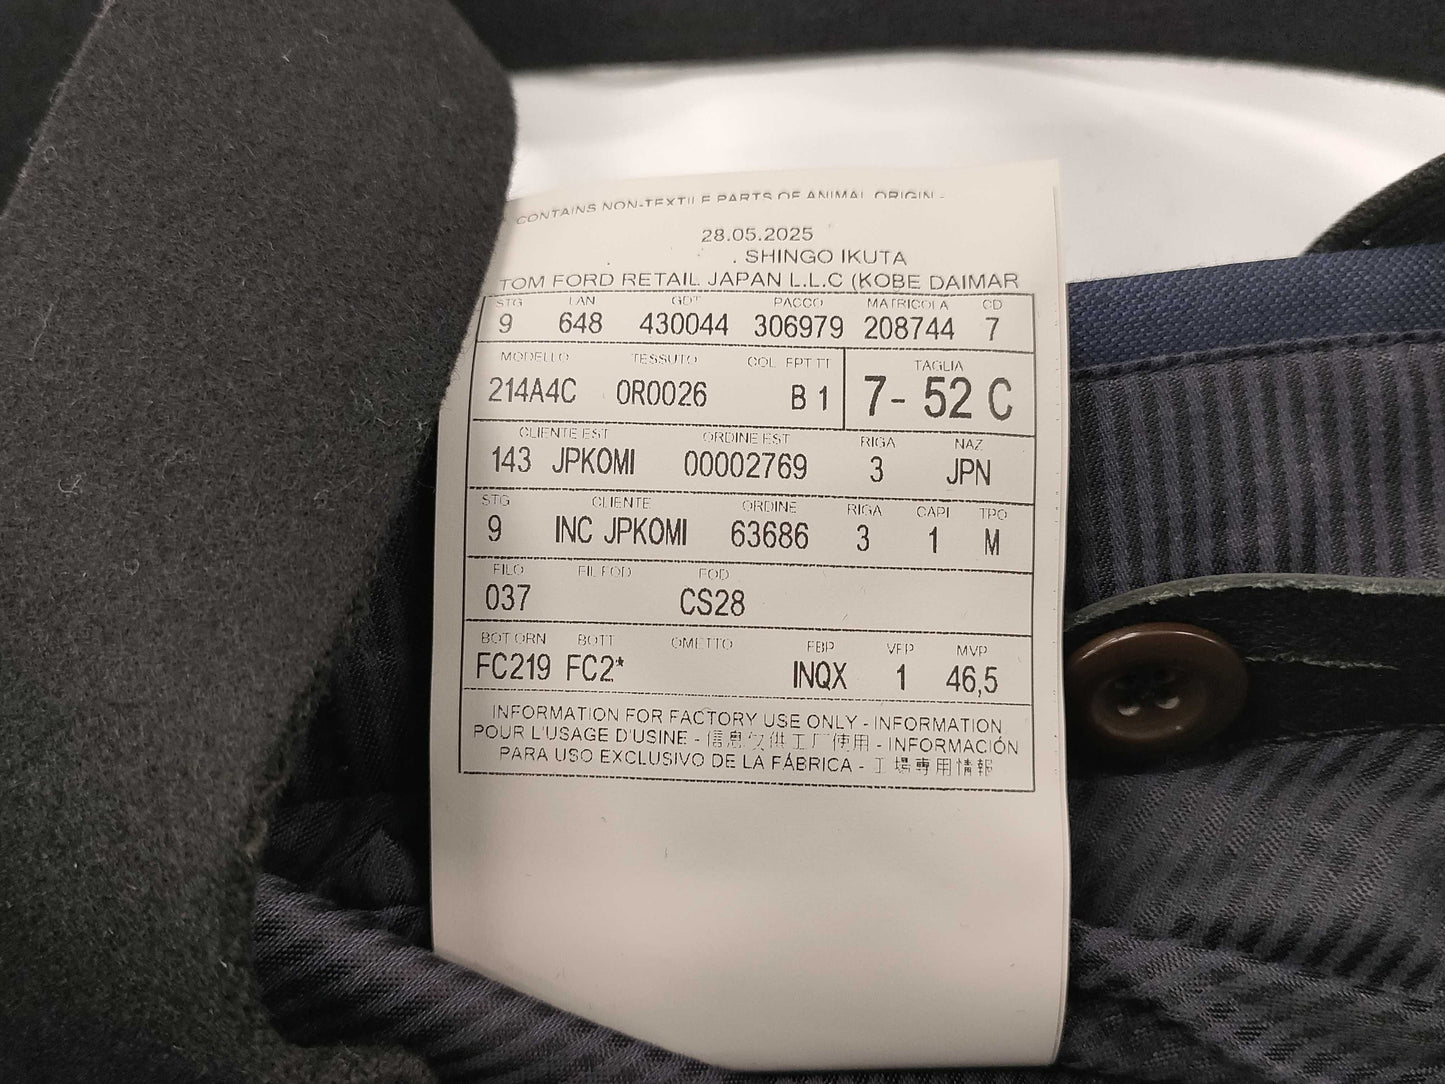 CONTAINS NON-TEXTILE PARTS OF ANIMAL ORIGIN -
28.05.2025
. SHINGO IKUTA
TOM FORD RETAIL JAPAN L.L.C (KOBE DAIMAR
STG LAN GDT PACCO MATRICOLA CD
9 648 430044 306979 208744 7
MODELLO TESSUTO COL FPT TT TAGLIA
214A4C 0R0026 B 1 7- 52 C
CLIENTE EST ORDINE EST RIGA NAZ
143 JPKOMI 00002769 3 JPN
STG CLIENTE ORDINE RIGA CAPI TPO
9 INC JPKOMI 63686 3 1 M
FILO FIL FOD FOD
037 CS28
BOT ORN BOTT OMETTO FBP VFP MVP
FC219 FC2* INQX 1 46,5
INFORMATION FOR FACTORY USE ONLY - INFORMATION
POUR L'USAGE D'USINE - 信息仅供工厂使用 - INFORMACIÓN
PARA USO EXCLUSIVO DE LA FÁBRICA - 工場専用情報